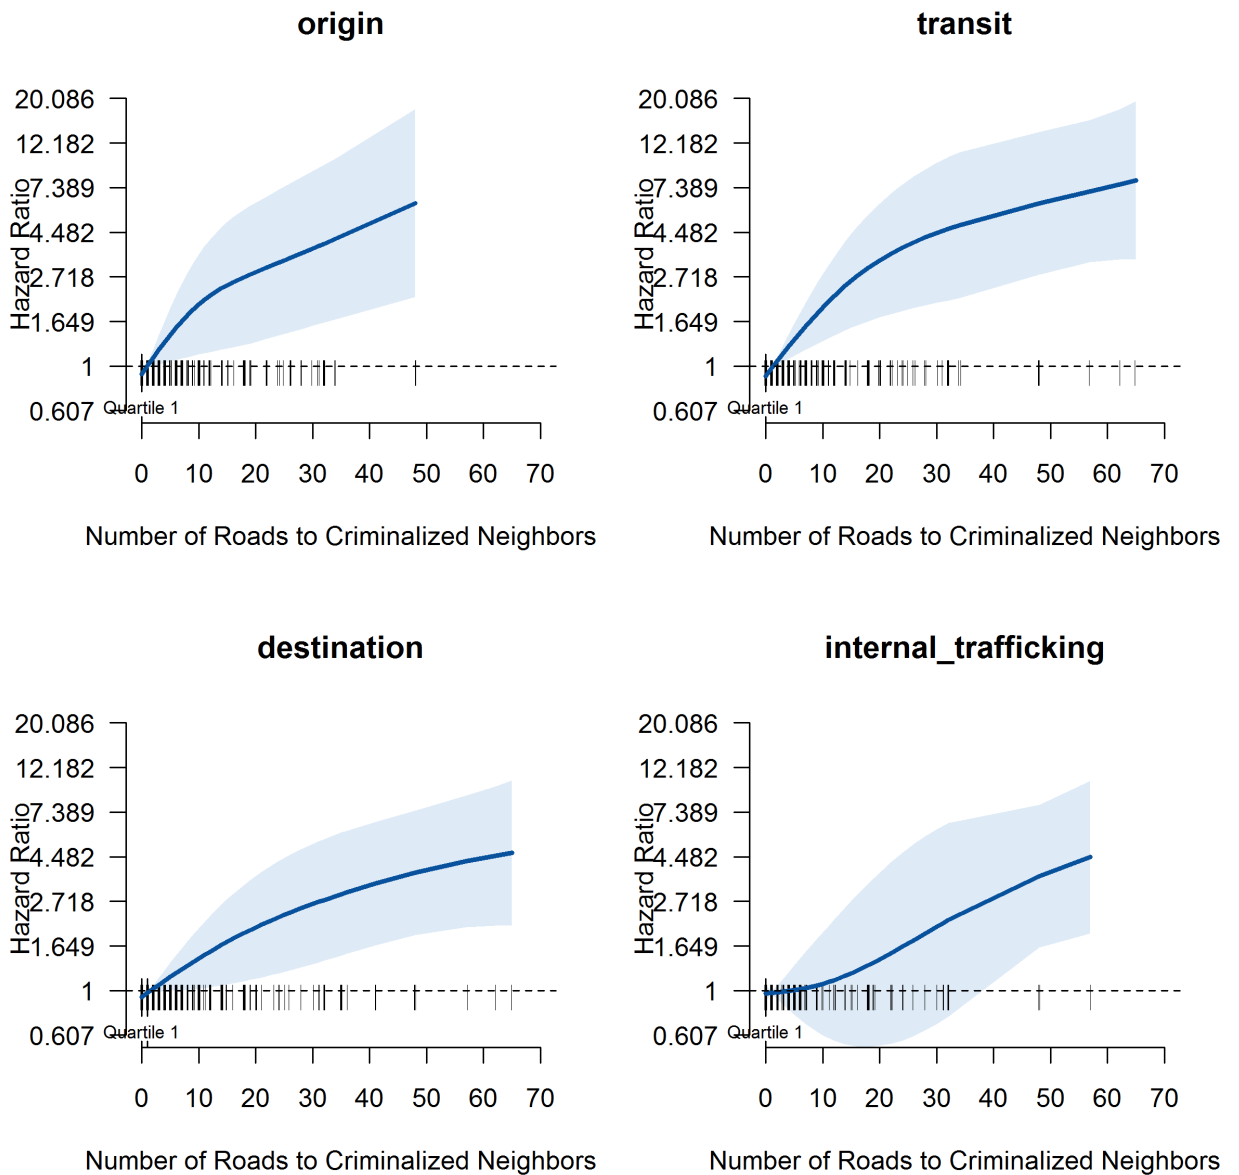 origin
20.086
12.182
7.389
4.482
2.718
1.649
1
0.607
Hazard Ratio
Quartile 1
0 10 20 30 40 50 60 70
Number of Roads to Criminalized Neighbors
transit
20.086
12.182
7.389
4.482
2.718
1.649
1
0.607
Hazard Ratio
Quartile 1
0 10 20 30 40 50 60 70
Number of Roads to Criminalized Neighbors
destination
20.086
12.182
7.389
4.482
2.718
1.649
1
0.607
Hazard Ratio
Quartile 1
0 10 20 30 40 50 60 70
Number of Roads to Criminalized Neighbors
internal_trafficking
20.086
12.182
7.389
4.482
2.718
1.649
1
0.607
Hazard Ratio
Quartile 1
0 10 20 30 40 50 60 70
Number of Roads to Criminalized Neighbors